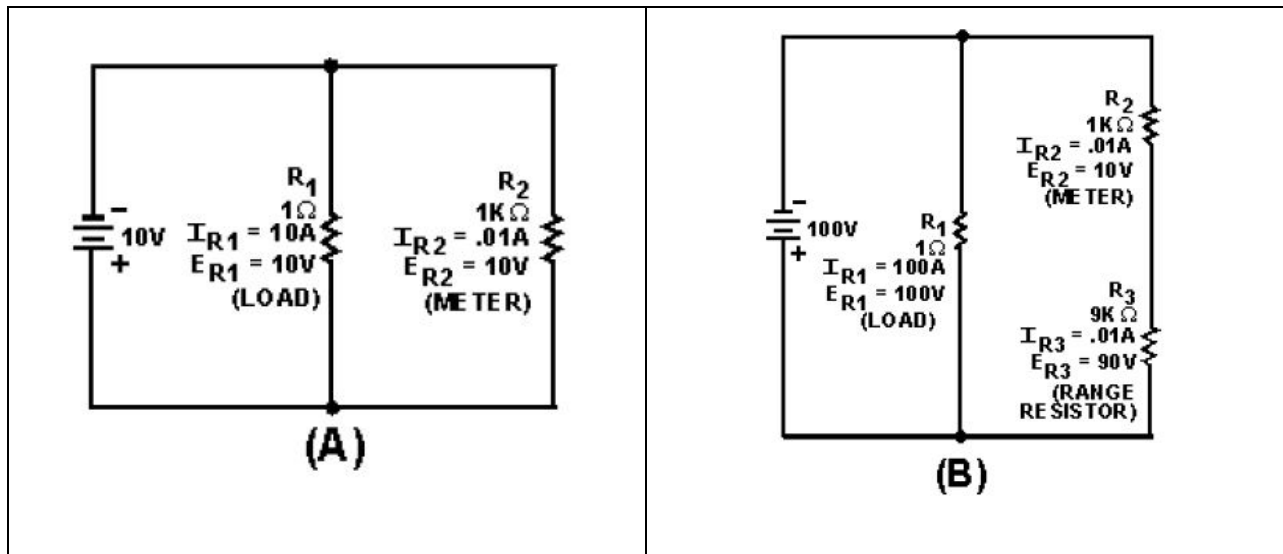 10V
R1
1Ω
IR1 = 10A
ER1 = 10V
(LOAD)
R2
1KΩ
IR2 = .01A
ER2 = 10V
(METER)
(A)
100V
R1
1Ω
IR1 = 100A
ER1 = 100V
(LOAD)
R2
1KΩ
IR2 = .01A
ER2 = 10V
(METER)
R3
9KΩ
IR3 = .01A
ER3 = 90V
(RANGE
RESISTOR)
(B)